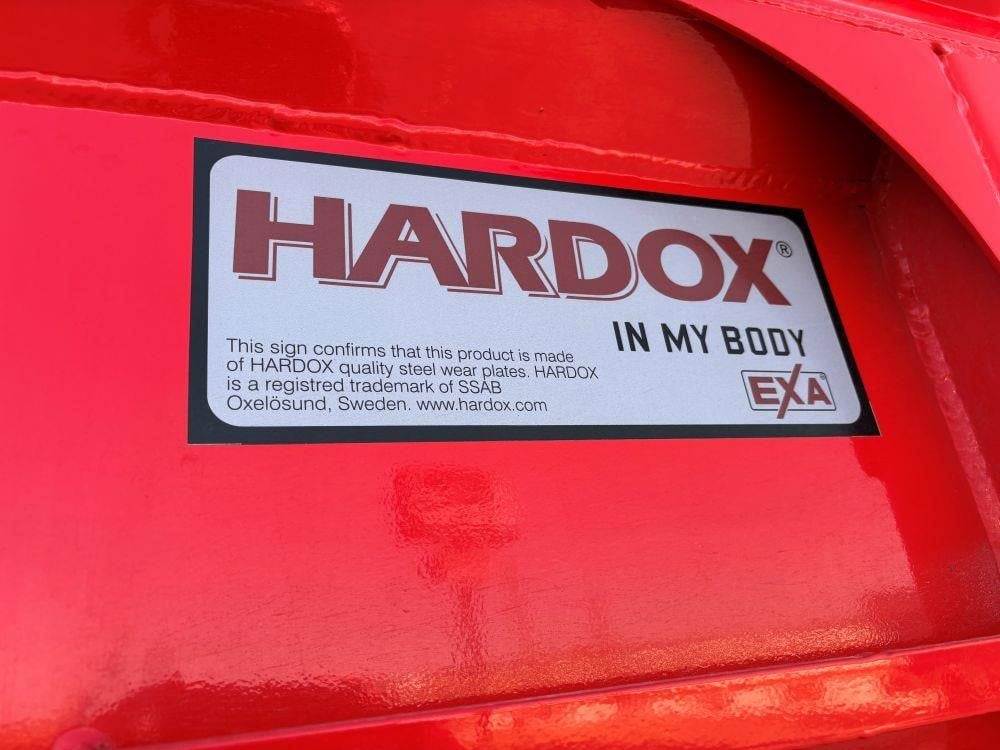 HARDOX®
IN MY BODY
This sign confirms that this product is made
of HARDOX quality steel wear plates. HARDOX
is a registred trademark of SSAB
Oxelösund, Sweden. www.hardox.com
EXA